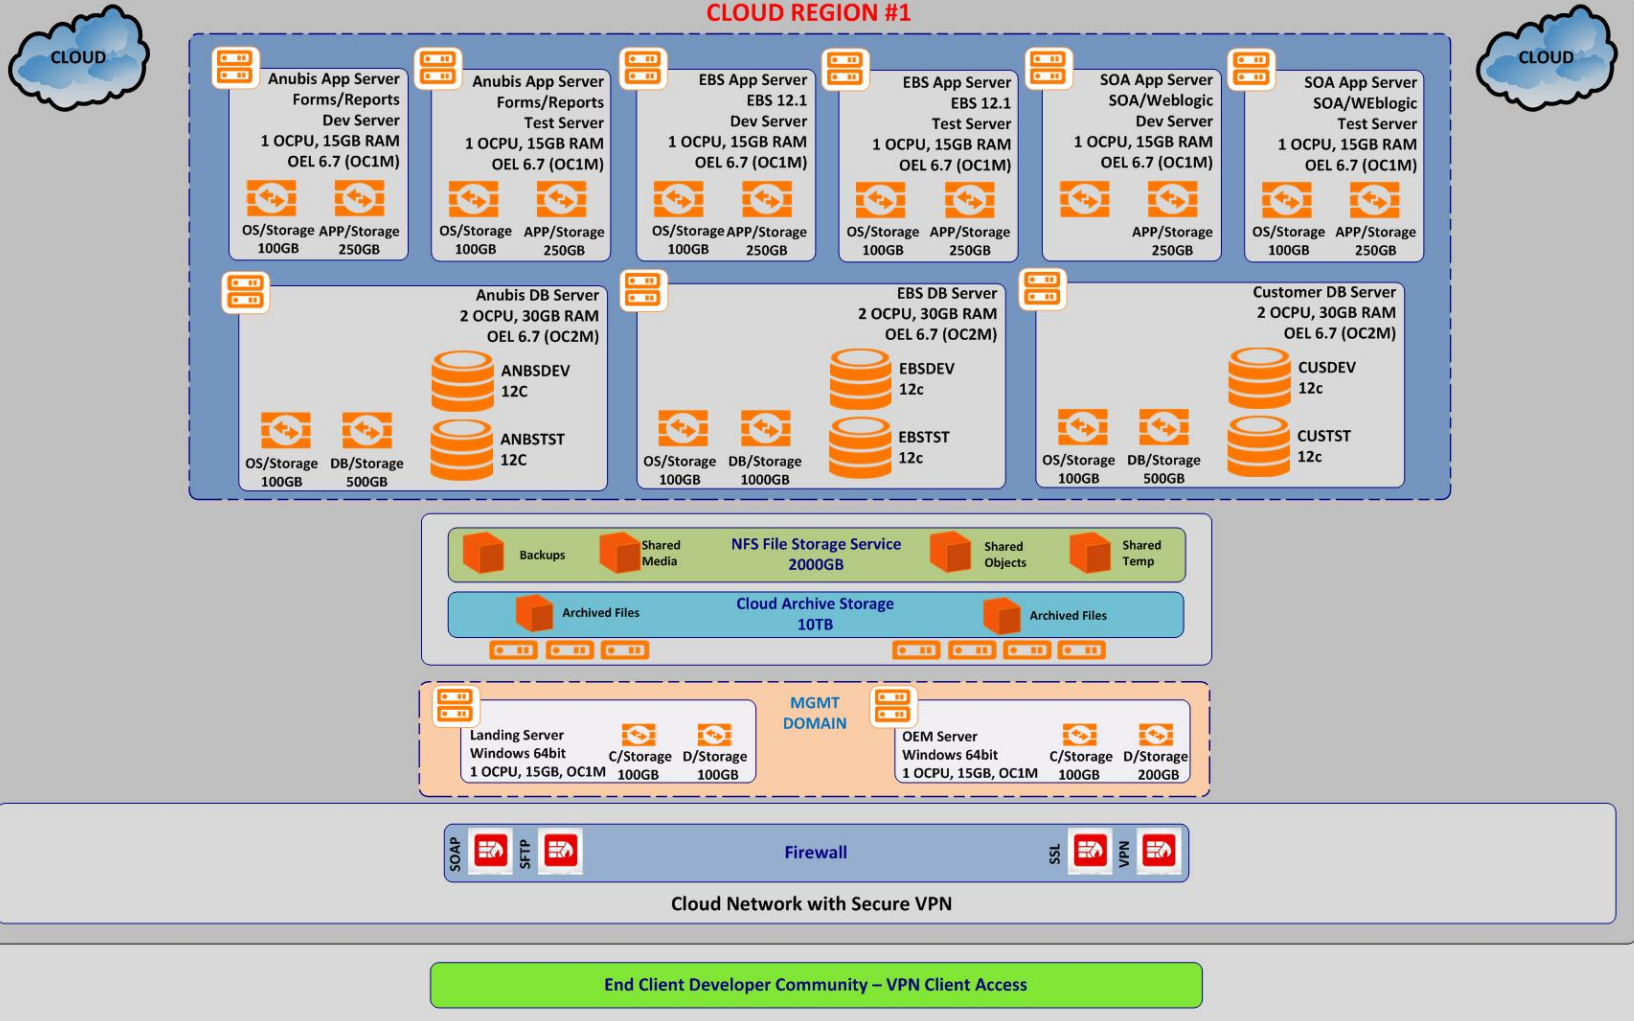 CLOUD REGION #1
CLOUD
CLOUD
Anubis App Server
Forms/Reports
Dev Server
1 OCPU, 15GB RAM
OEL 6.7 (OC1M)
OS/Storage
100GB
APP/Storage
250GB
Anubis App Server
Forms/Reports
Test Server
1 OCPU, 15GB RAM
OEL 6.7 (OC1M)
OS/Storage
100GB
APP/Storage
250GB
EBS App Server
EBS 12.1
Dev Server
1 OCPU, 15GB RAM
OEL 6.7 (OC1M)
OS/Storage
100GB
APP/Storage
250GB
EBS App Server
EBS 12.1
Test Server
1 OCPU, 15GB RAM
OEL 6.7 (OC1M)
OS/Storage
100GB
APP/Storage
250GB
SOA App Server
SOA/Weblogic
Dev Server
1 OCPU, 15GB RAM
OEL 6.7 (OC1M)
APP/Storage
250GB
SOA App Server
SOA/WEblogic
Test Server
1 OCPU, 15GB RAM
OEL 6.7 (OC1M)
OS/Storage
100GB
APP/Storage
250GB
Anubis DB Server
2 OCPU, 30GB RAM
OEL 6.7 (OC2M)
ANBSDEV
12C
ANBSTST
12C
OS/Storage
100GB
DB/Storage
500GB
EBS DB Server
2 OCPU, 30GB RAM
OEL 6.7 (OC2M)
EBSDEV
12c
EBSTST
12c
OS/Storage
100GB
DB/Storage
1000GB
Customer DB Server
2 OCPU, 30GB RAM
OEL 6.7 (OC2M)
CUSDEV
12c
CUSTST
12c
OS/Storage
100GB
DB/Storage
500GB
Backups
Shared
Media
NFS File Storage Service
2000GB
Shared
Objects
Shared
Temp
Archived Files
Cloud Archive Storage
10TB
Archived Files
MGMT
DOMAIN
Landing Server
Windows 64bit
1 OCPU, 15GB, OC1M
C/Storage
100GB
D/Storage
100GB
OEM Server
Windows 64bit
1 OCPU, 15GB, OC1M
C/Storage
100GB
D/Storage
200GB
SOAP
SFTP
Firewall
SSL
VPN
Cloud Network with Secure VPN
End Client Developer Community – VPN Client Access